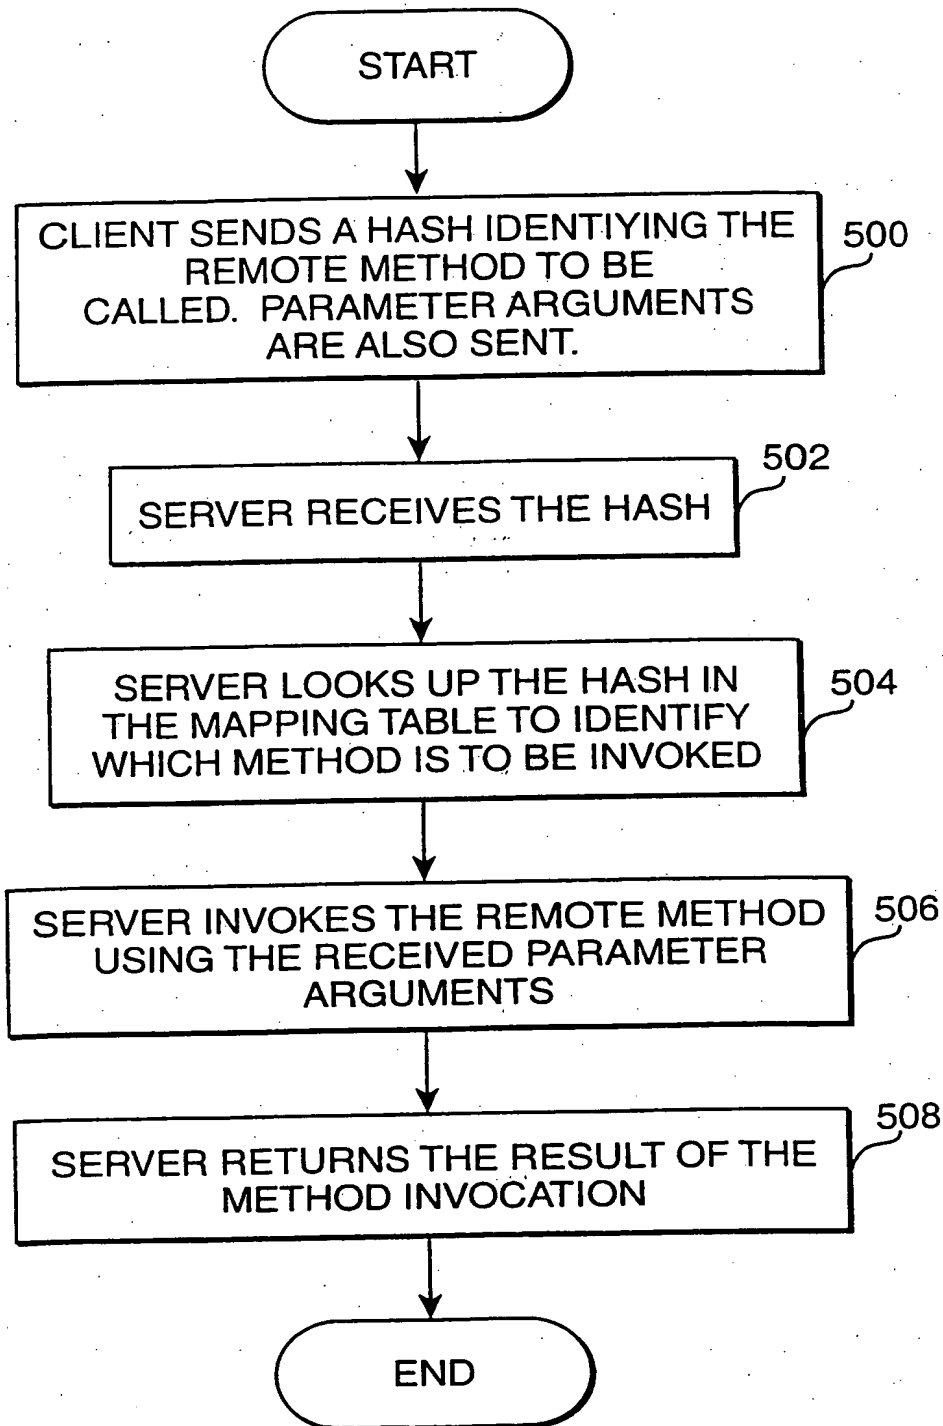 START
CLIENT SENDS A HASH IDENTIYING THE
REMOTE METHOD TO BE
CALLED. PARAMETER ARGUMENTS
ARE ALSO SENT.
500
SERVER RECEIVES THE HASH
502
SERVER LOOKS UP THE HASH IN
THE MAPPING TABLE TO IDENTIFY
WHICH METHOD IS TO BE INVOKED
504
SERVER INVOKES THE REMOTE METHOD
USING THE RECEIVED PARAMETER
ARGUMENTS
506
SERVER RETURNS THE RESULT OF THE
METHOD INVOCATION
508
END